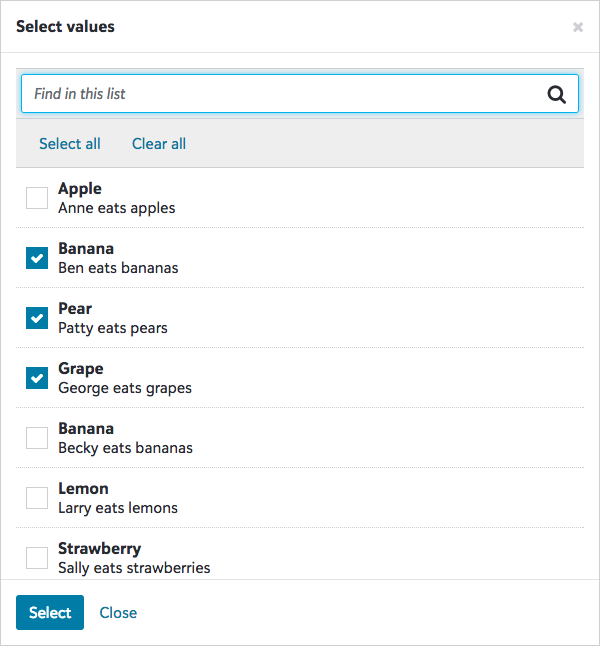 Select values
Find in this list
Select all Clear all
Apple
Anne eats apples
Banana
Ben eats bananas
Pear
Patty eats pears
Grape
George eats grapes
Banana
Becky eats bananas
Lemon
Larry eats lemons
Strawberry
Sally eats strawberries
Select Close